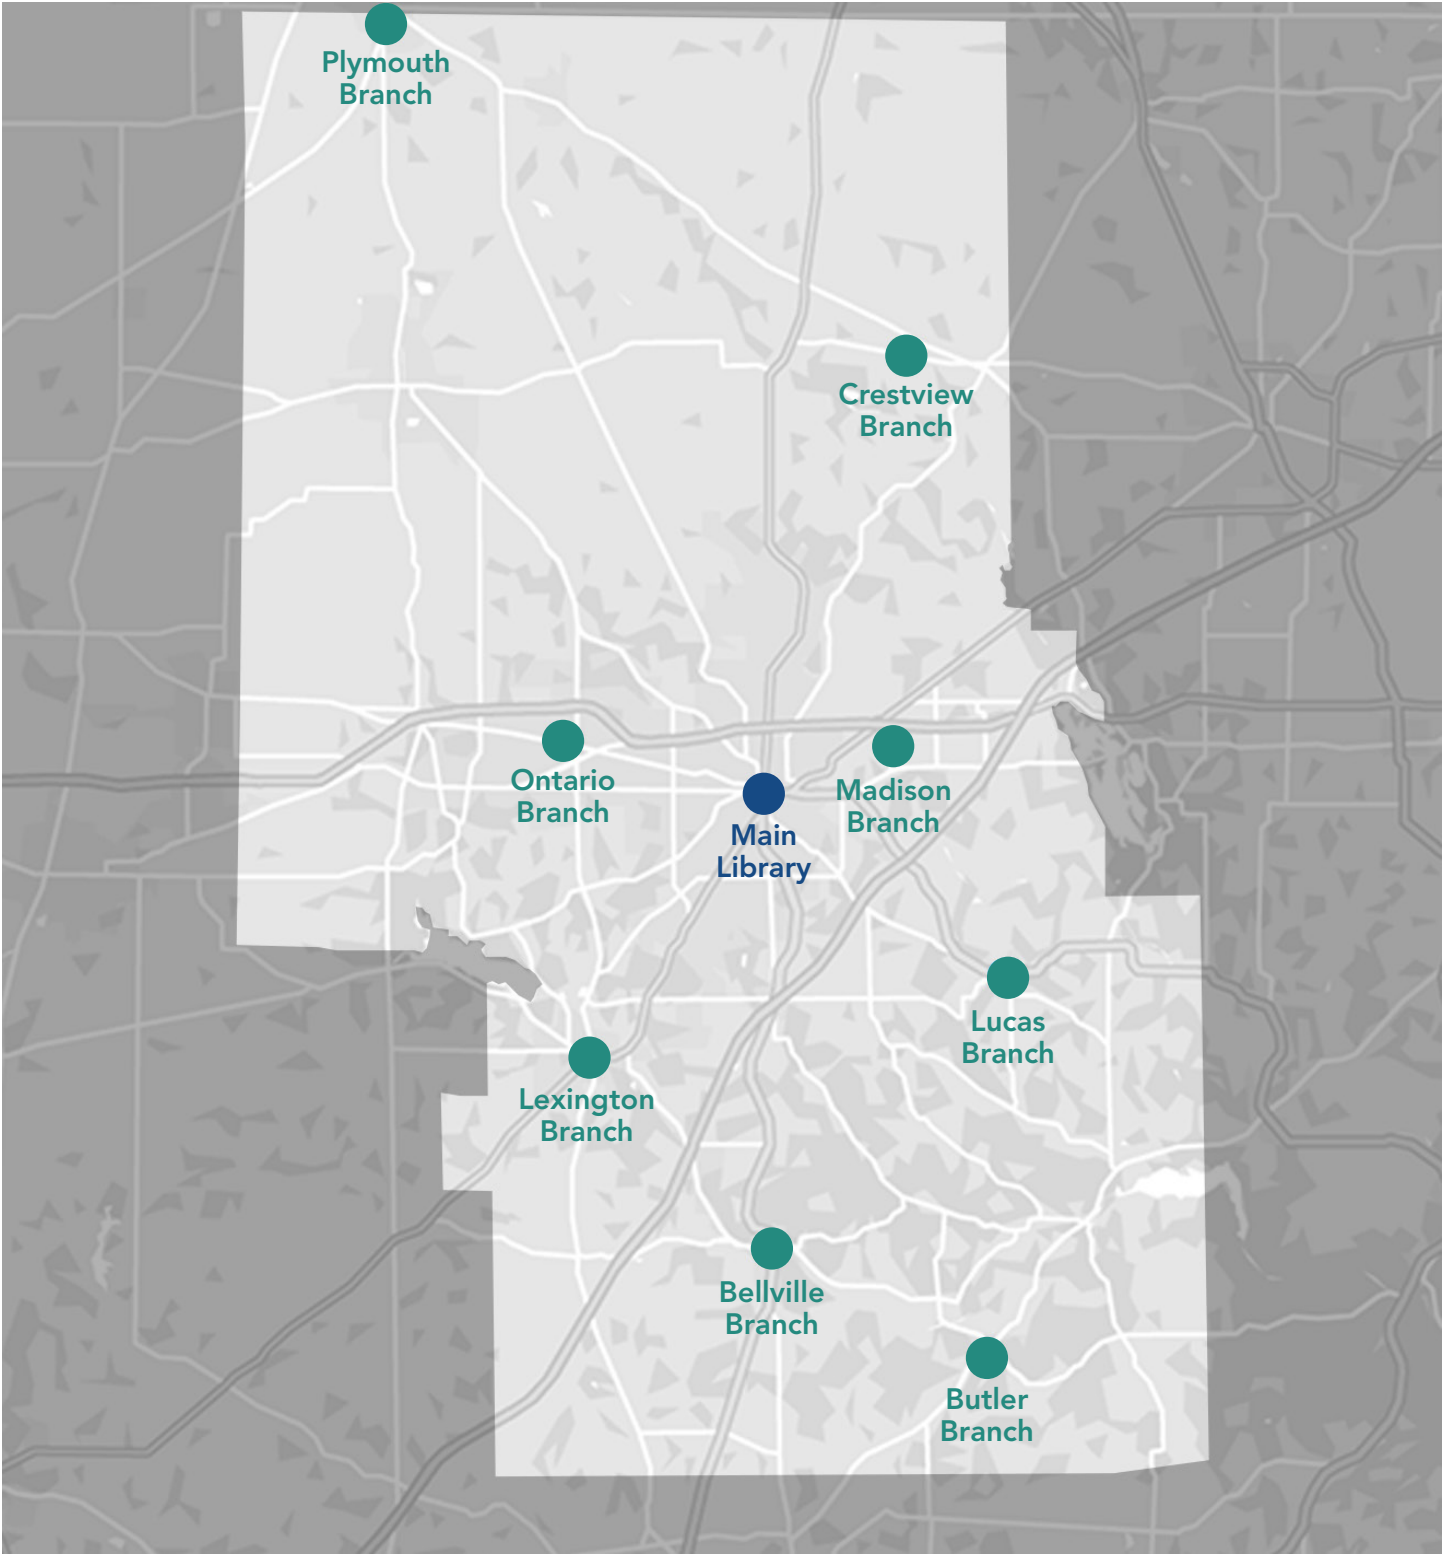 Plymouth
Branch
Crestview
Branch
Ontario
Branch
Madison
Branch
Main
Library
Lucas
Branch
Lexington
Branch
Bellville
Branch
Butler
Branch